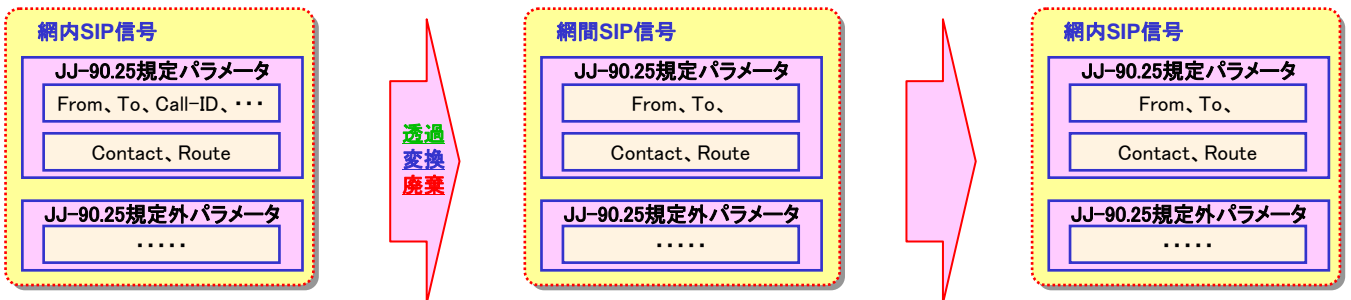 網内SIP信号
JJ-90.25規定パラメータ
From、To、Call-ID、・・・
Contact、Route
JJ-90.25規定外パラメータ
・・・・・
透過
変換
廃棄
網間SIP信号
JJ-90.25規定パラメータ
From、To、
Contact、Route
JJ-90.25規定外パラメータ
・・・・・
網内SIP信号
JJ-90.25規定パラメータ
From、To、
Contact、Route
JJ-90.25規定外パラメータ
・・・・・